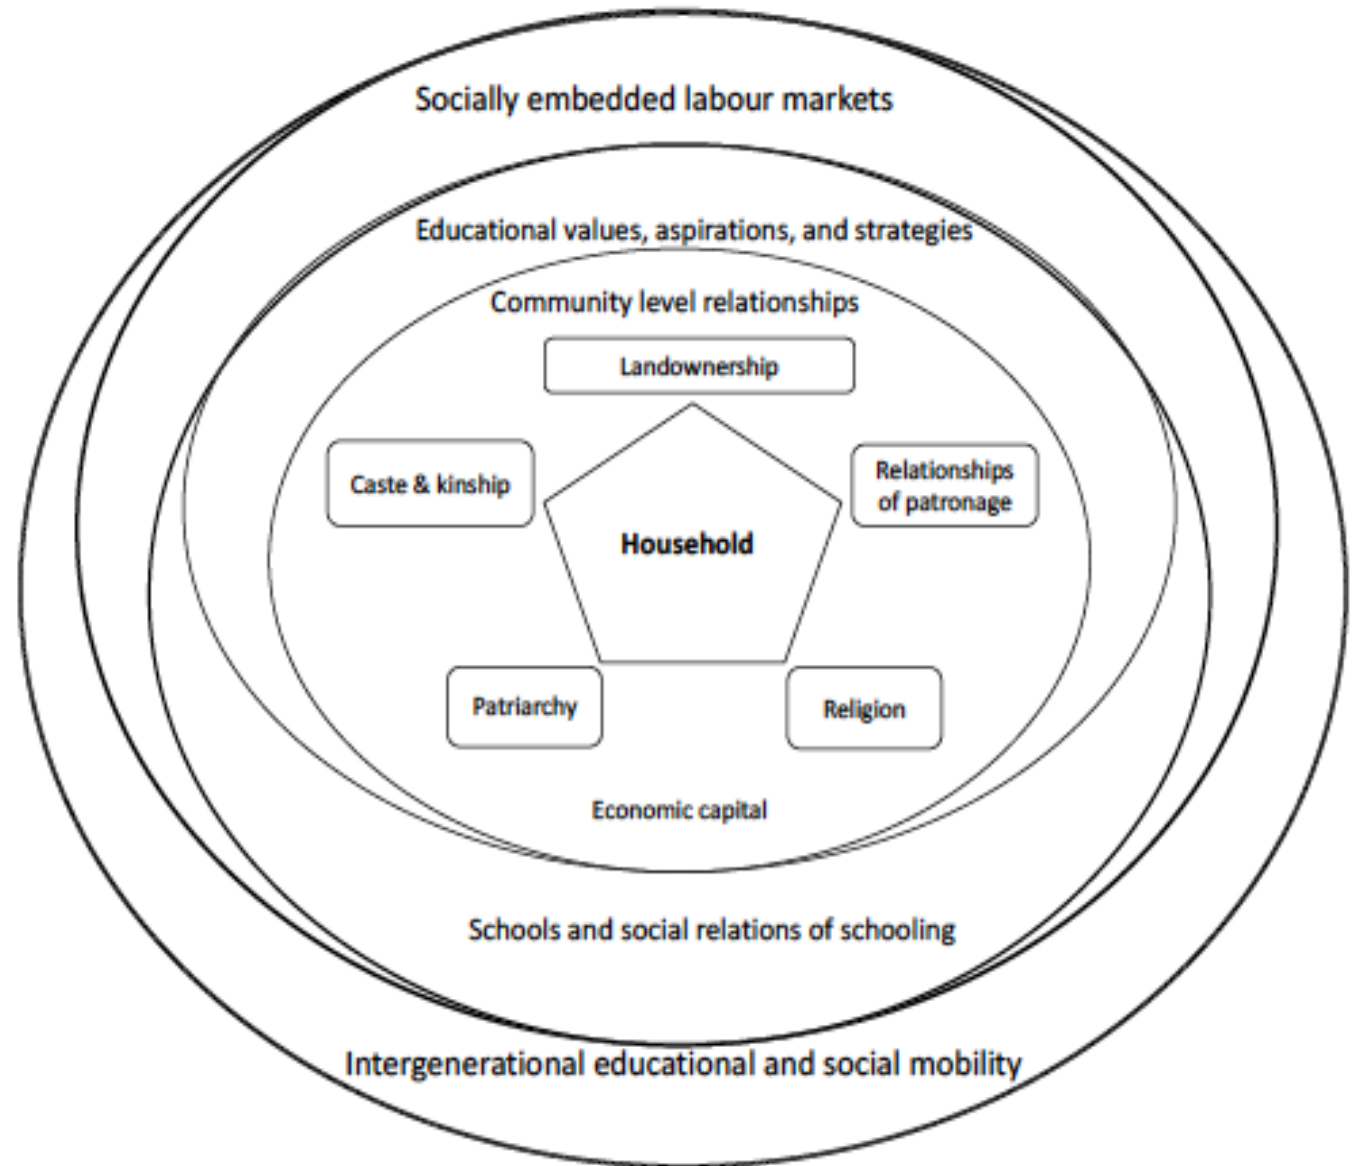 Socially embedded labour markets
Educational values, aspirations, and strategies
Community level relationships
Landownership
Caste & kinship
Relationships
of patronage
Household
Patriarchy
Religion
Economic capital
Schools and social relations of schooling
Intergenerational educational and social mobility